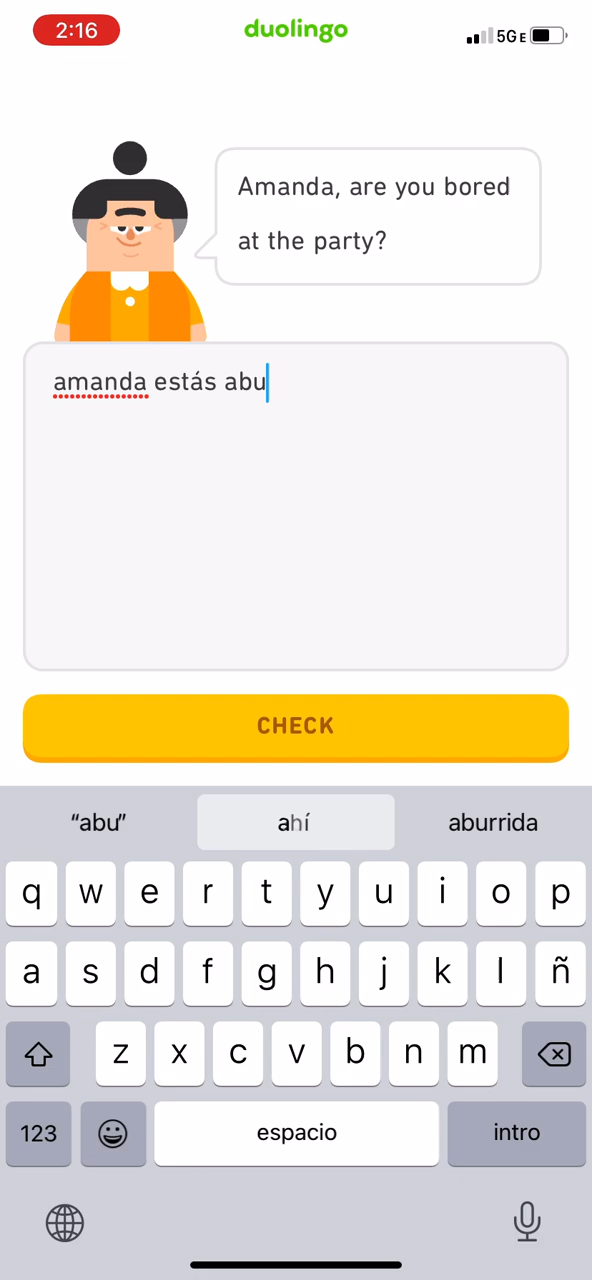 2:16
duolingo
5GE
Amanda, are you bored
at the party?
amanda estás abu
CHECK
“abu” ahí aburrida
q w e r t y u i o p
a s d f g h j k l ñ
z x c v b n m
123 espacio intro